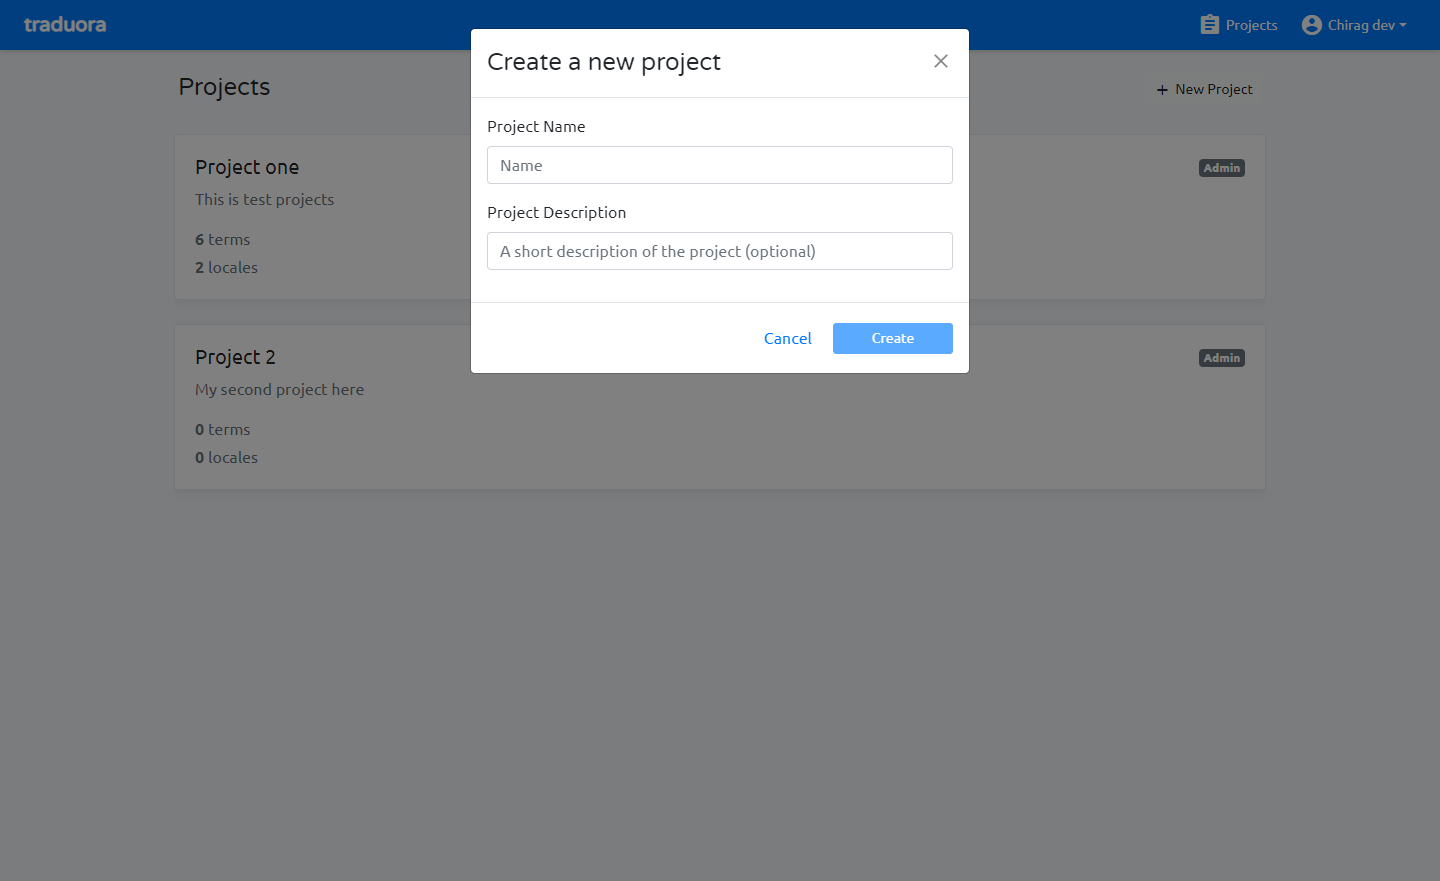 traduora
Projects
Chirag dev
Create a new project
Projects
New Project
Project Name
Name
Project Description
A short description of the project (optional)
Cancel
Create
Project one
Admin
This is test projects
6 terms
2 locales
Project 2
Admin
My second project here
0 terms
0 locales